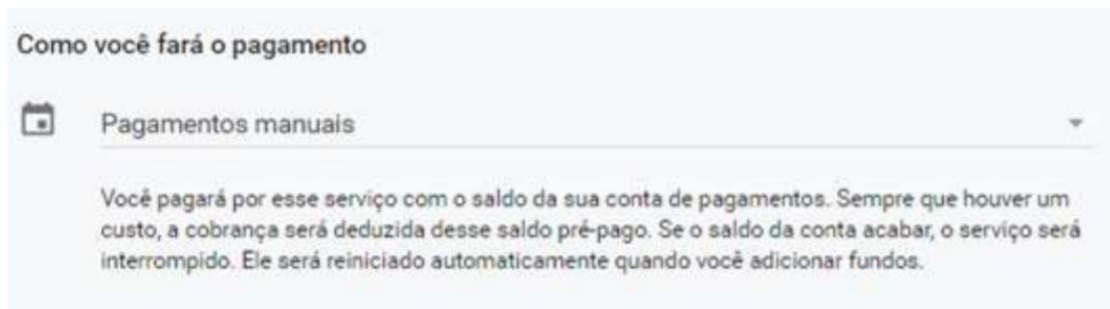 Como você fará o pagamento
Pagamentos manuais
Você pagará por esse serviço com o saldo da sua conta de pagamentos. Sempre que houver um
custo, a cobrança será deduzida desse saldo pré-pago. Se o saldo da conta acabar, o serviço será
interrompido. Ele será reiniciado automaticamente quando você adicionar fundos.